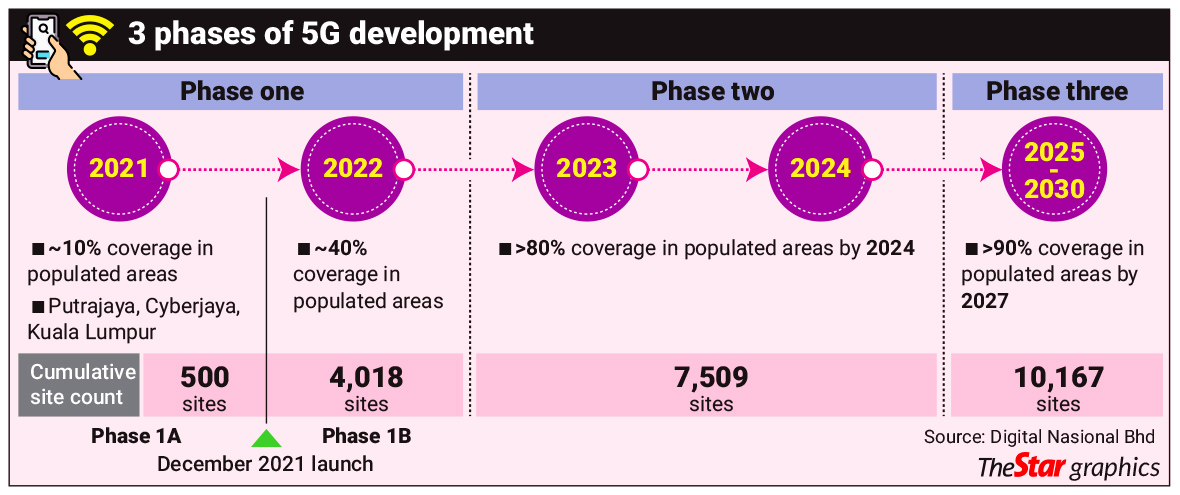 3 phases of 5G development
Phase one
Phase two
Phase three
2021
2022
2023
2024
2025
-
2030
■ ~10% coverage in
populated areas
■ Putrajaya, Cyberjaya,
Kuala Lumpur
■ ~40%
coverage in
populated areas
■ >80% coverage in populated areas by 2024
■ >90% coverage in
populated areas by
2027
Cumulative
site count
500
sites
4,018
sites
7,509
sites
10,167
sites
Phase 1A
Phase 1B
December 2021 launch
Source: Digital Nasional Bhd
TheStar graphics